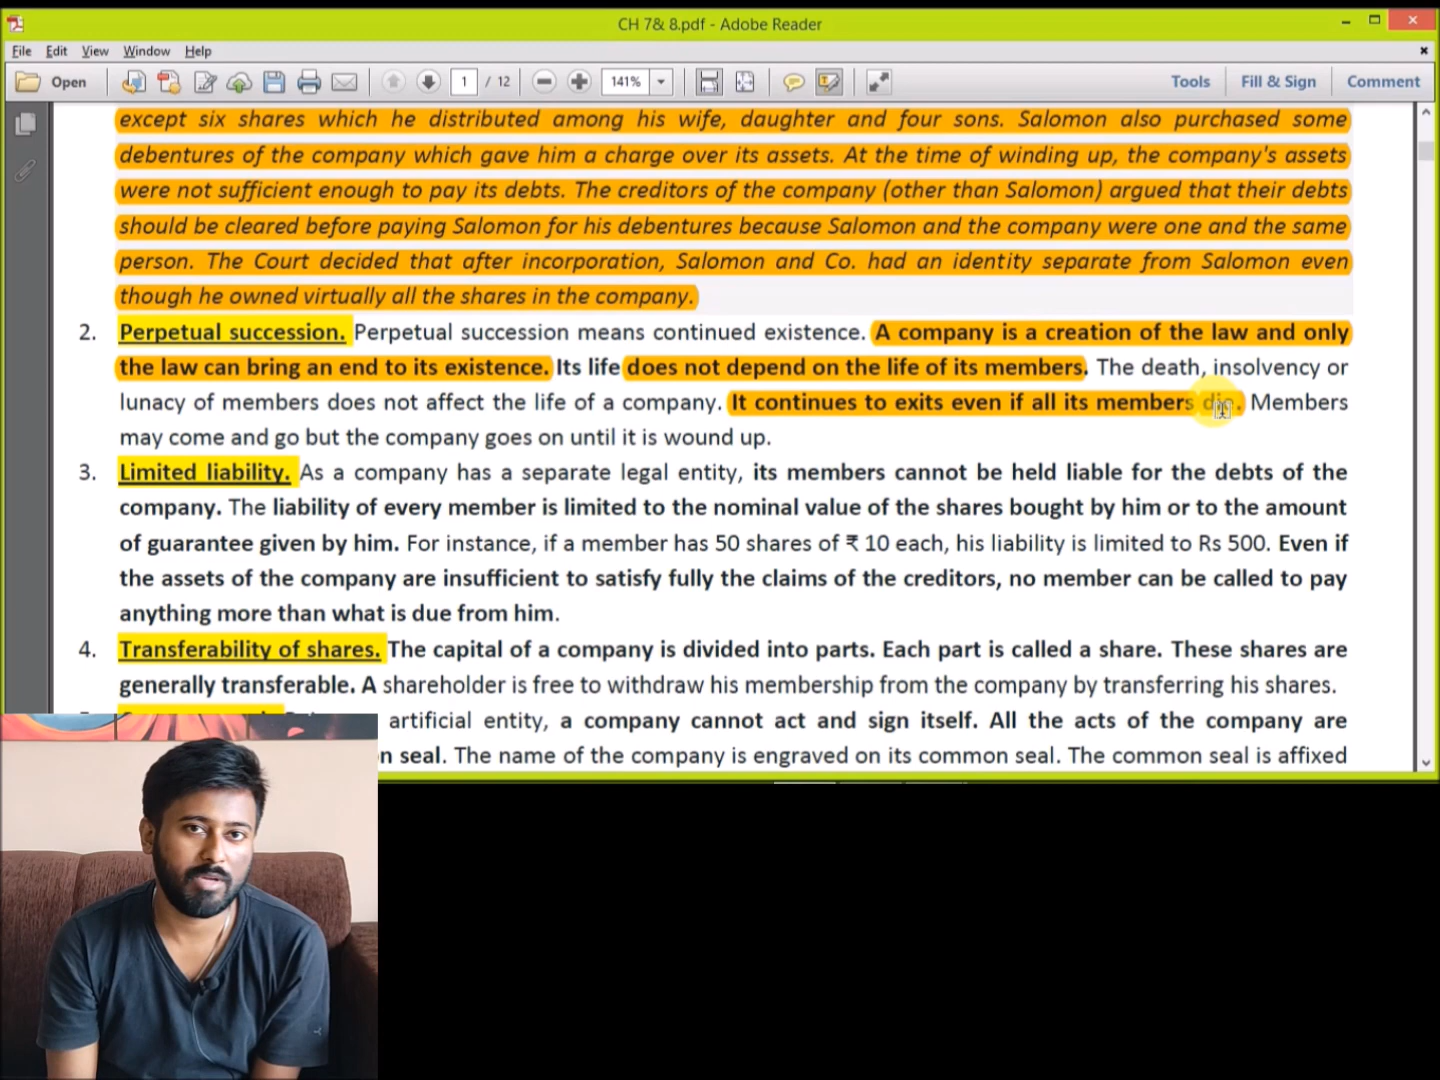 CH 7& 8.pdf - Adobe Reader
File Edit View Window Help
Open 1 / 12 141% Tools Fill & Sign Comment
except six shares which he distributed among his wife, daughter and four sons. Salomon also purchased some
debentures of the company which gave him a charge over its assets. At the time of winding up, the company's assets
were not sufficient enough to pay its debts. The creditors of the company (other than Salomon) argued that their debts
should be cleared before paying Salomon for his debentures because Salomon and the company were one and the same
person. The Court decided that after incorporation, Salomon and Co. had an identity separate from Salomon even
though he owned virtually all the shares in the company.
2. Perpetual succession. Perpetual succession means continued existence. A company is a creation of the law and only
the law can bring an end to its existence. Its life does not depend on the life of its members. The death, insolvency or
lunacy of members does not affect the life of a company. It continues to exits even if all its members die. Members
may come and go but the company goes on until it is wound up.
3. Limited liability. As a company has a separate legal entity, its members cannot be held liable for the debts of the
company. The liability of every member is limited to the nominal value of the shares bought by him or to the amount
of guarantee given by him. For instance, if a member has 50 shares of ₹ 10 each, his liability is limited to Rs 500. Even if
the assets of the company are insufficient to satisfy fully the claims of the creditors, no member can be called to pay
anything more than what is due from him.
4. Transferability of shares. The capital of a company is divided into parts. Each part is called a share. These shares are
generally transferable. A shareholder is free to withdraw his membership from the company by transferring his shares.
artificial entity, a company cannot act and sign itself. All the acts of the company are
n seal. The name of the company is engraved on its common seal. The common seal is affixed